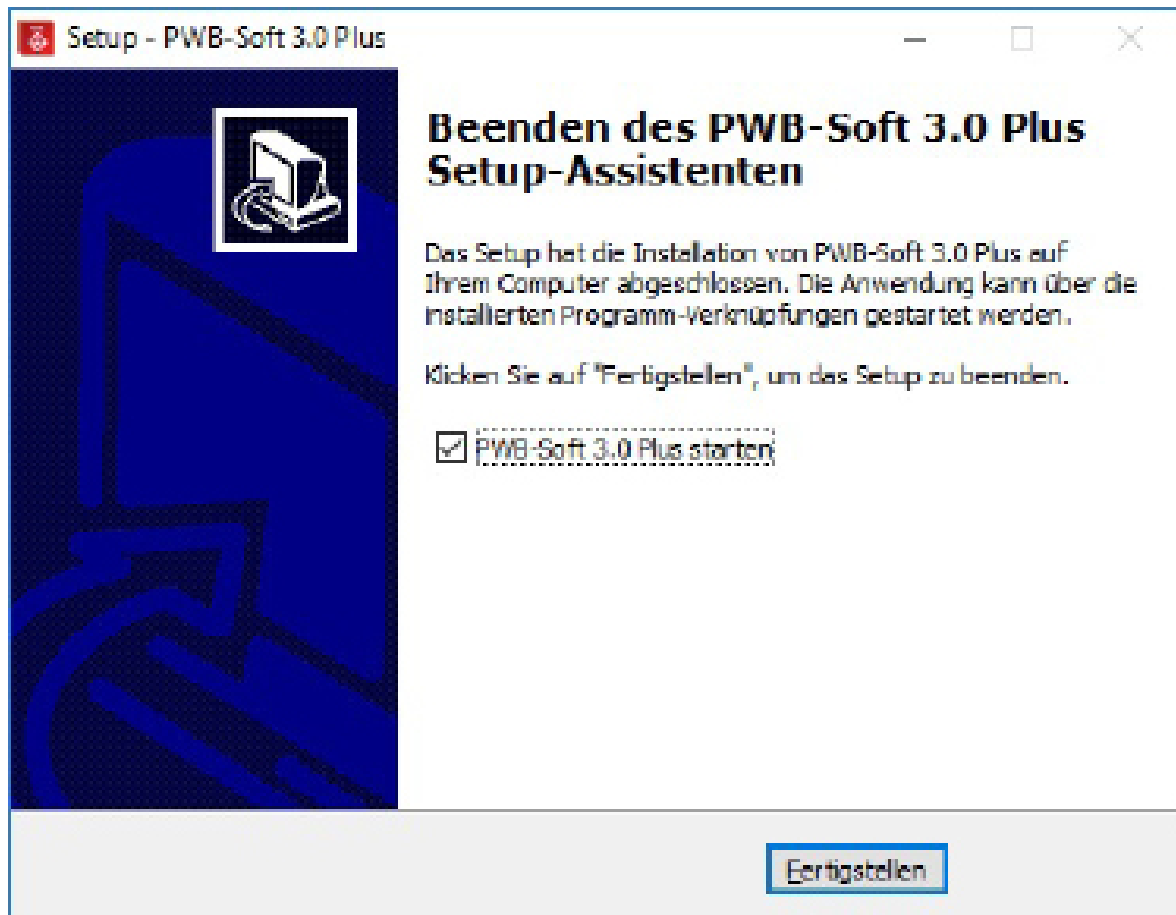 Setup - PWB-Soft 3.0 Plus
Beenden des PWB-Soft 3.0 Plus
Setup-Assistenten
Das Setup hat die Installation von PWB-Soft 3.0 Plus auf
Ihrem Computer abgeschlossen. Die Anwendung kann über die
installierten Programm-Verknüpfungen gestartet werden.
Klicken Sie auf "Fertigstellen", um das Setup zu beenden.
PWB-Soft 3.0 Plus starten
Fertigstellen